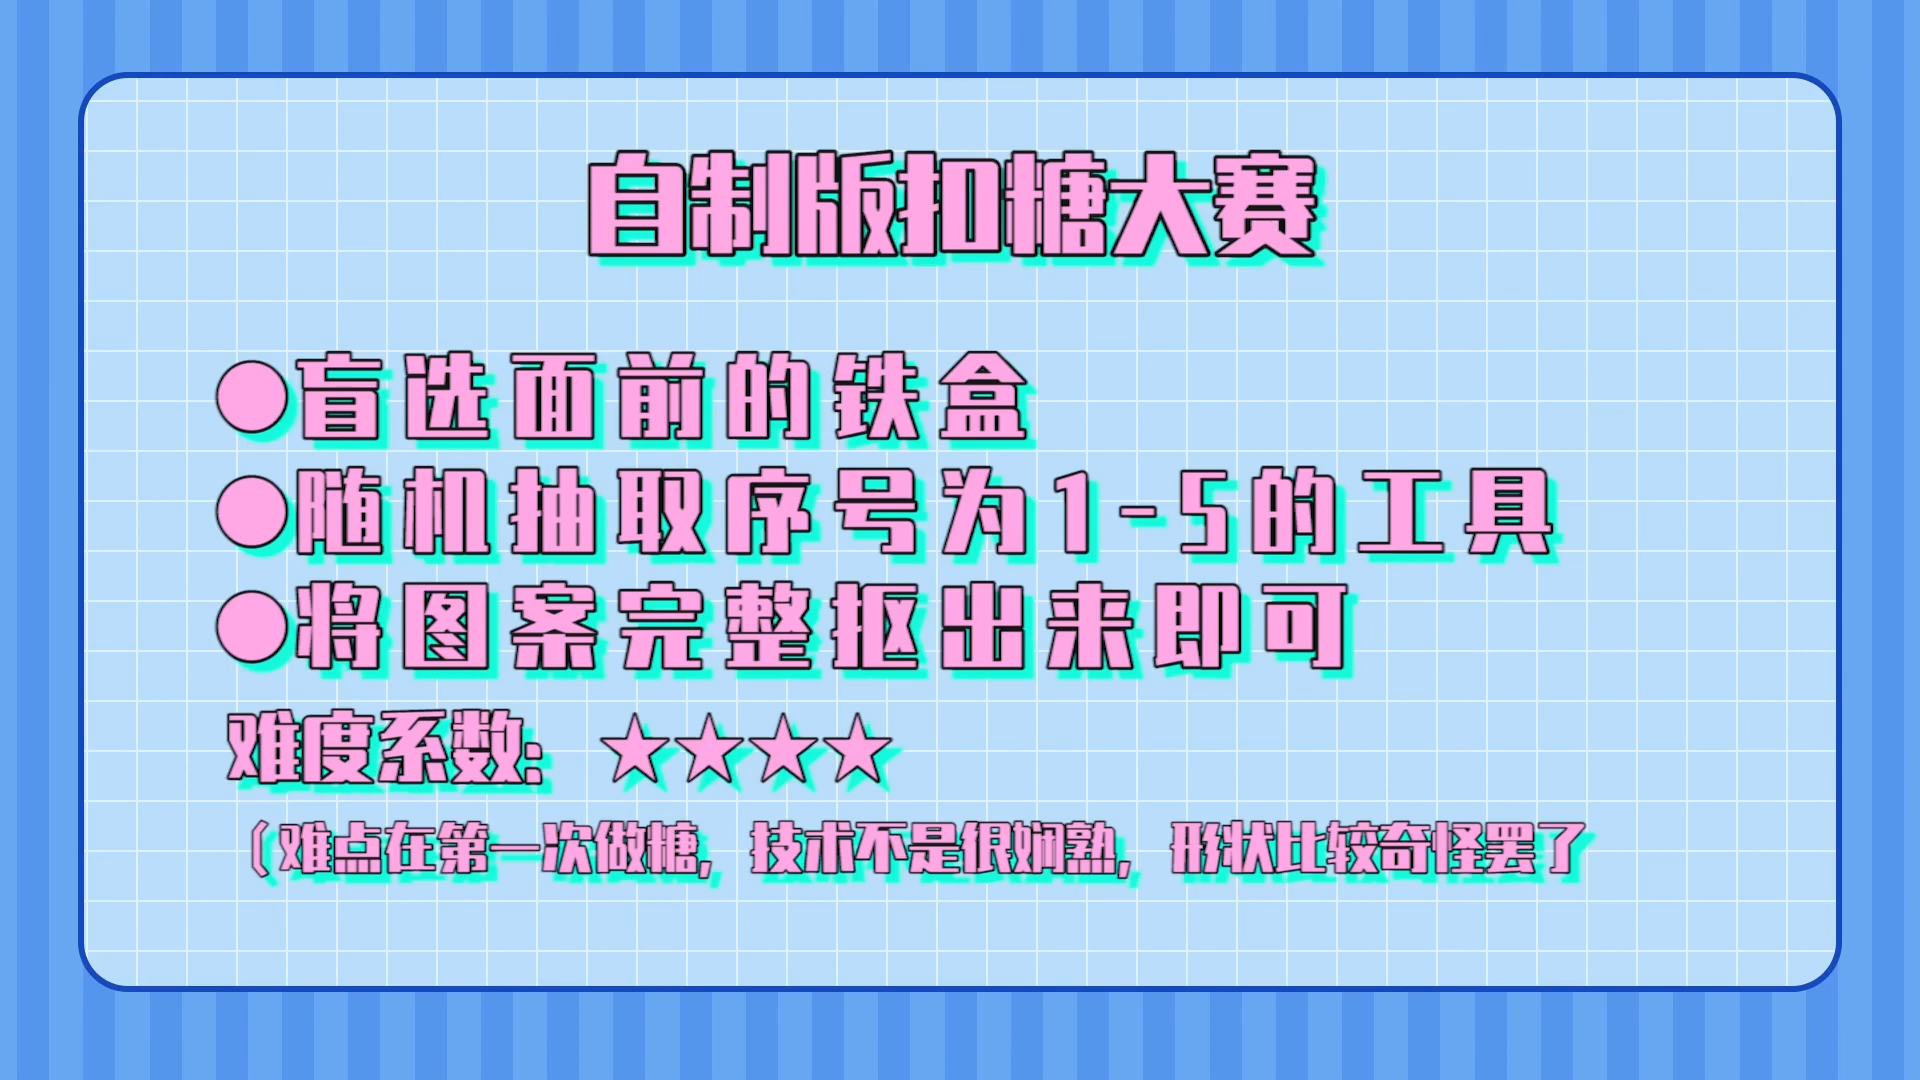 自制版扣糖大赛
●盲选面前的铁盒
●随机抽取序号为1-5的工具
●将图案完整抠出来即可
难度系数: ★★★★
(难点在第一次做糖, 技术不是很娴熟, 形状比较奇怪罢了